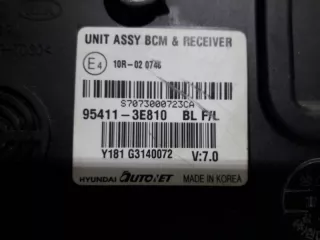 UNIT ASSY BCM & RECEIVER
E4 10R-02 0746
S7073000723CA
95411-3E810 BL F/L
Y181 G3140072 V:7.0
HYUNDAI AUTONET MADE IN KOREA